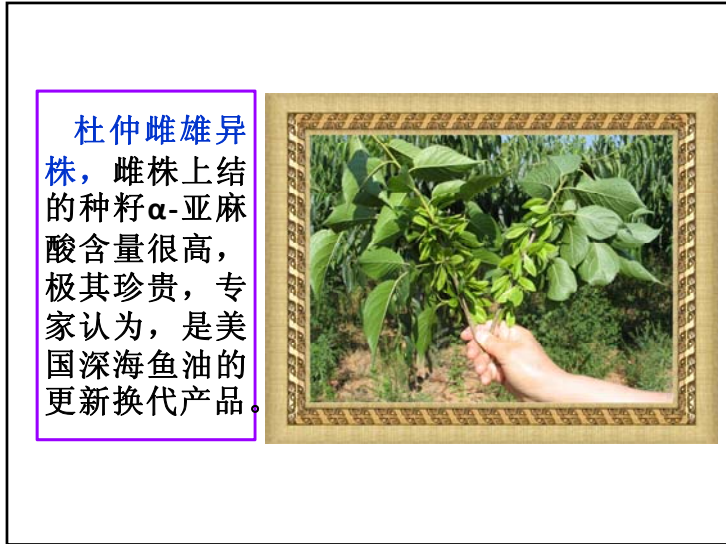 杜仲雌雄异
株，雌株上结
的种籽α-亚麻
酸含量很高，
极其珍贵，专
家认为，是美
国深海鱼油的
更新换代产品。